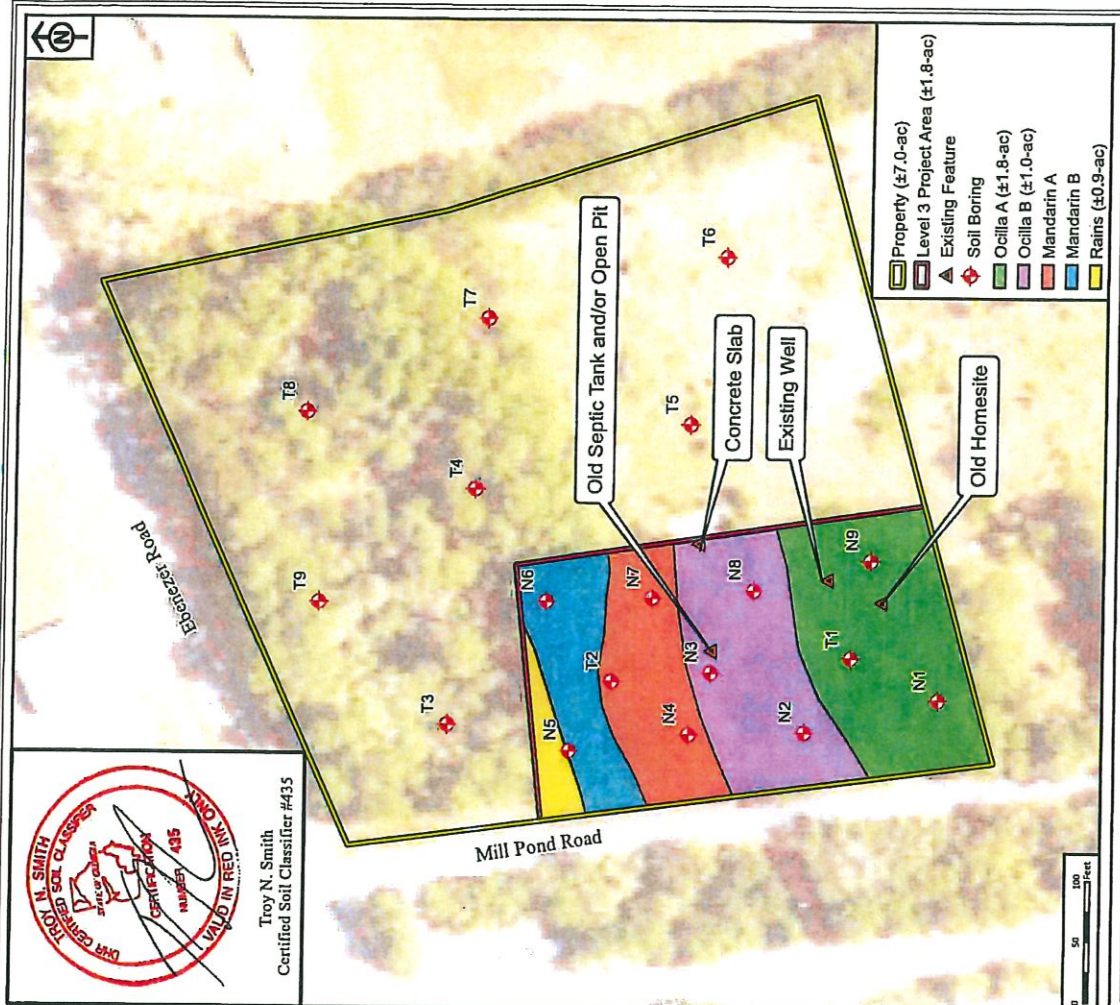 N
TROY N. SMITH
DHR CERTIFIED SOIL CLASSIFIER
STATE OF GEORGIA
CERTIFICATION
NUMBER 435
VALID IN RED INK ONLY
Troy N. Smith
Certified Soil Classifier #435
Ebenezer Road
Mill Pond Road
T8
T9
T7
T4
T3
T6
T5
N6
N5
T2
N7
N4
N3
N8
N2
T1
N9
N1
Old Septic Tank and/or Open Pit
Concrete Slab
Existing Well
Old Homesite
Property (±7.0-ac)
Level 3 Project Area (±1.8-ac)
Existing Feature
Soil Boring
Ocilla A (±1.8-ac)
Ocilla B (±1.0-ac)
Mandarin A
Mandarin B
Rains (±0.9-ac)
0 50 100
Feet